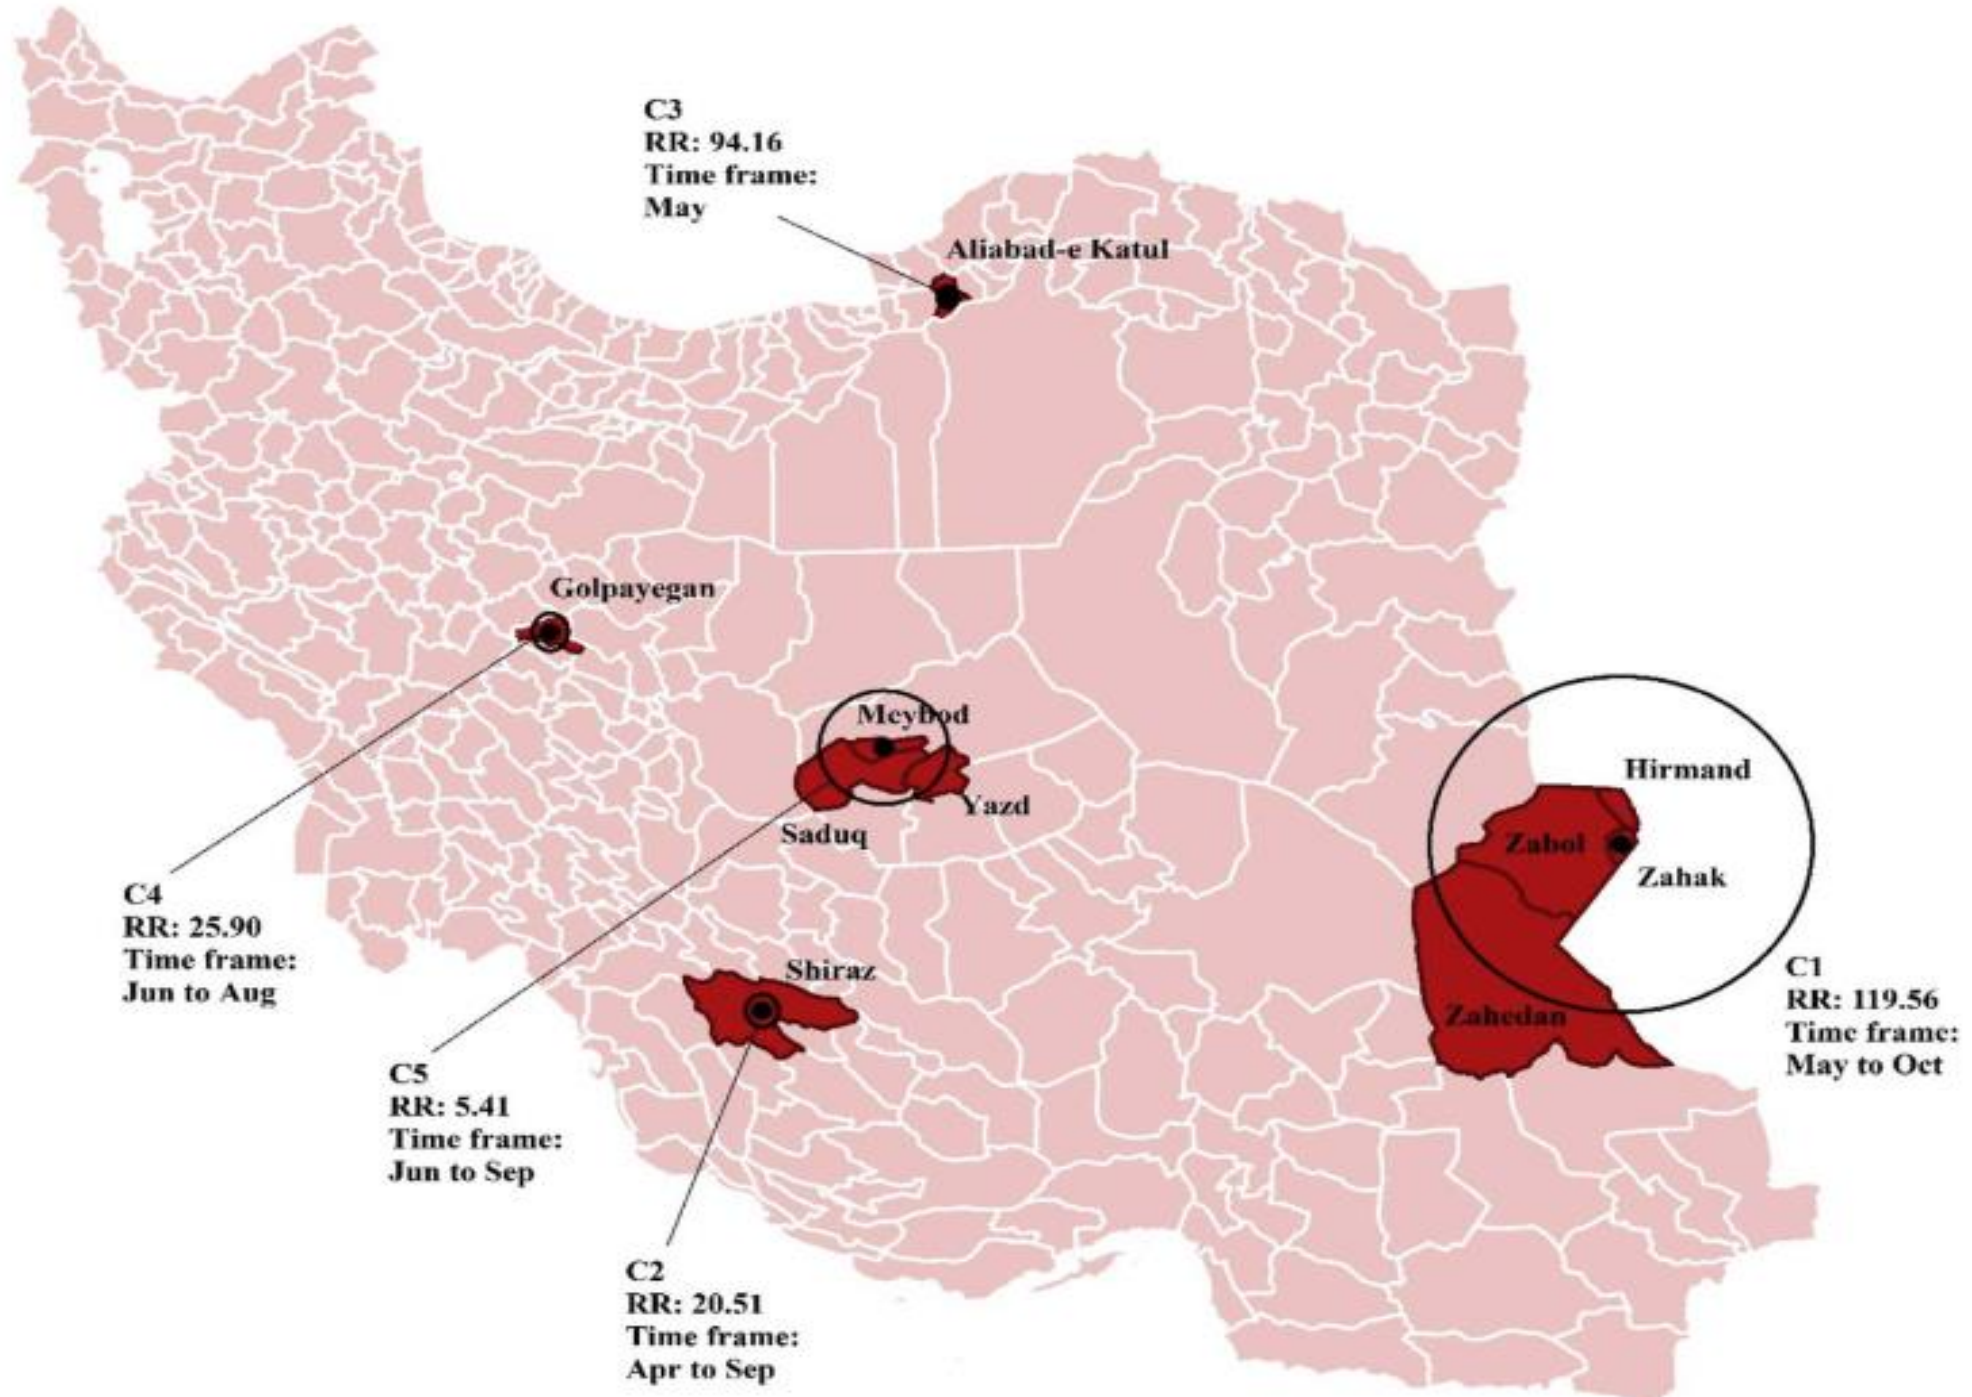 C3
RR: 94.16
Time frame:
May
Aliabad-e Katul
Golpayegan
Meybod
Hirmand
Yazd
Saduq
Zabol
Zahak
C4
RR: 25.90
Time frame:
Jun to Aug
Shiraz
C1
RR: 119.56
Time frame:
May to Oct
Zahedan
C5
RR: 5.41
Time frame:
Jun to Sep
C2
RR: 20.51
Time frame:
Apr to Sep